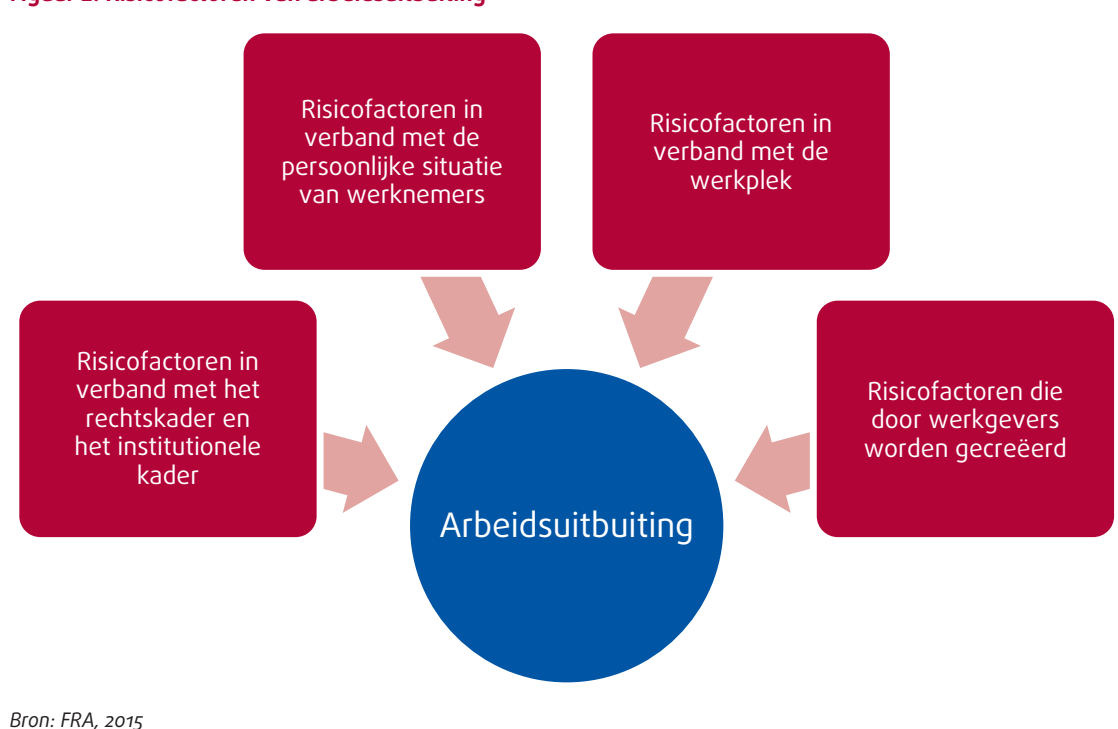 Risicofactoren in
verband met de
persoonlijke situatie
van werknemers
Risicofactoren in
verband met de
werkplek
Risicofactoren in
verband met het
rechtskader en
het institutionele
kader
Risicofactoren die
door werkgevers
worden gecreëerd
Arbeidsuitbuiting
Bron: FRA, 2015